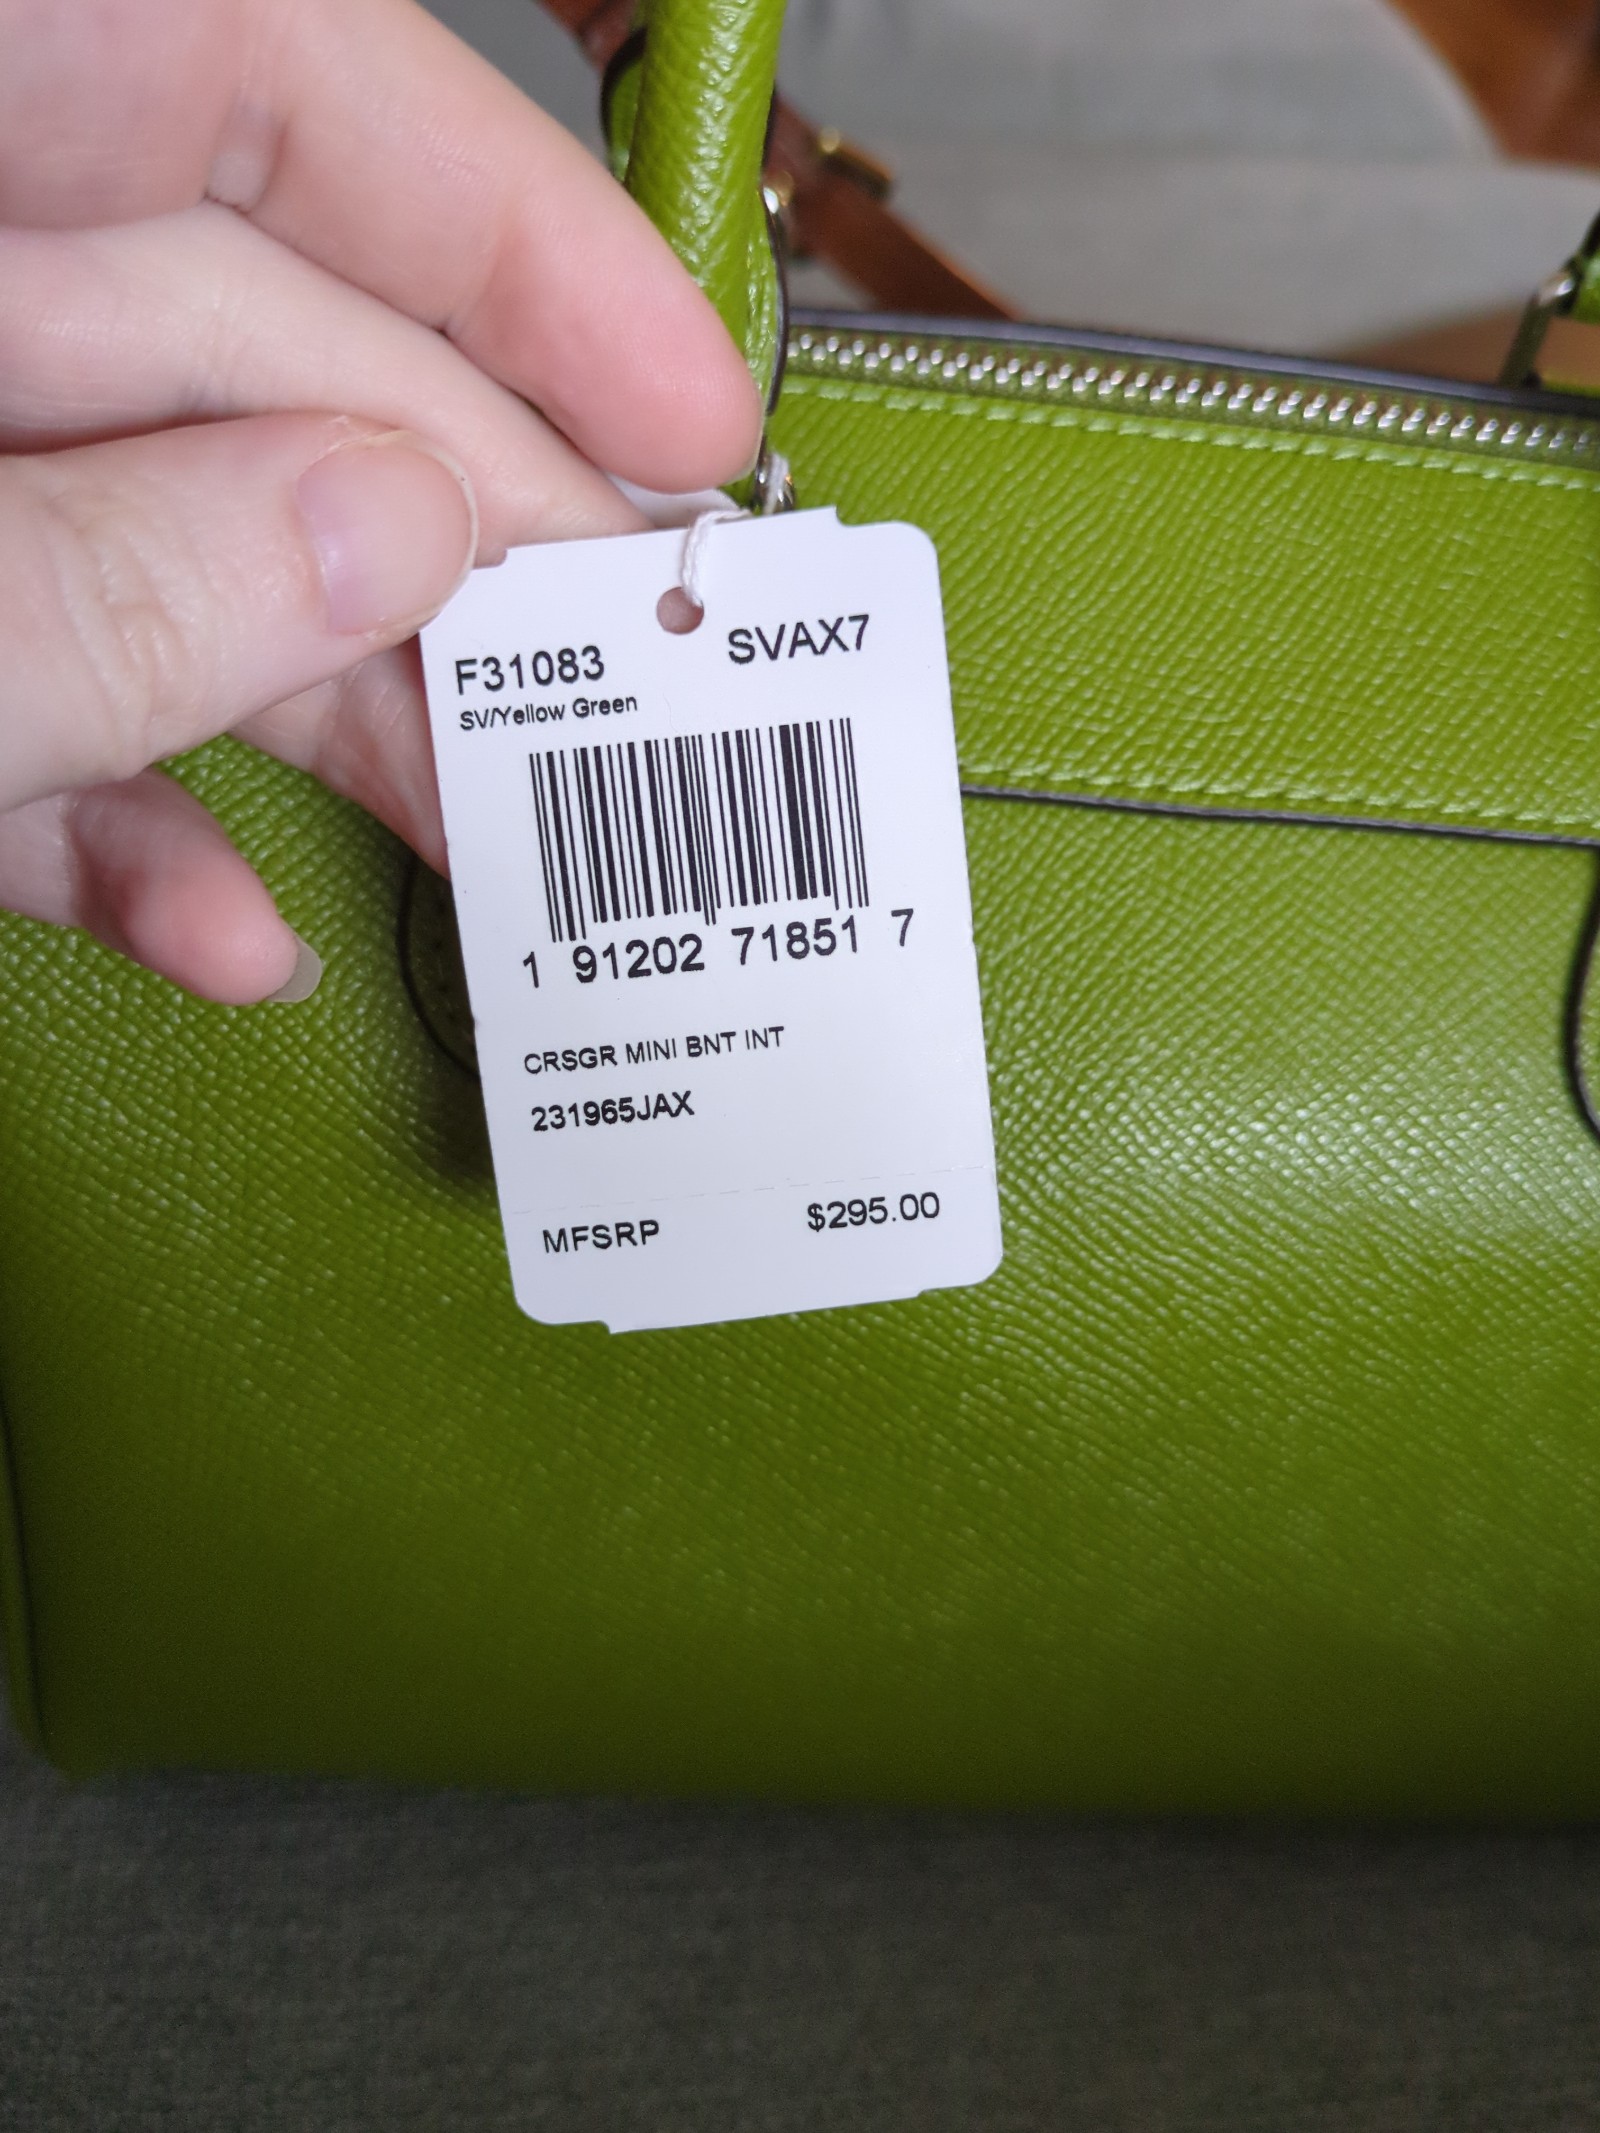 F31083 SVAX7
SV/Yellow Green
1 91202 71851 7
CRSGR MINI BNT INT
231965JAX
MFSRP $295.00